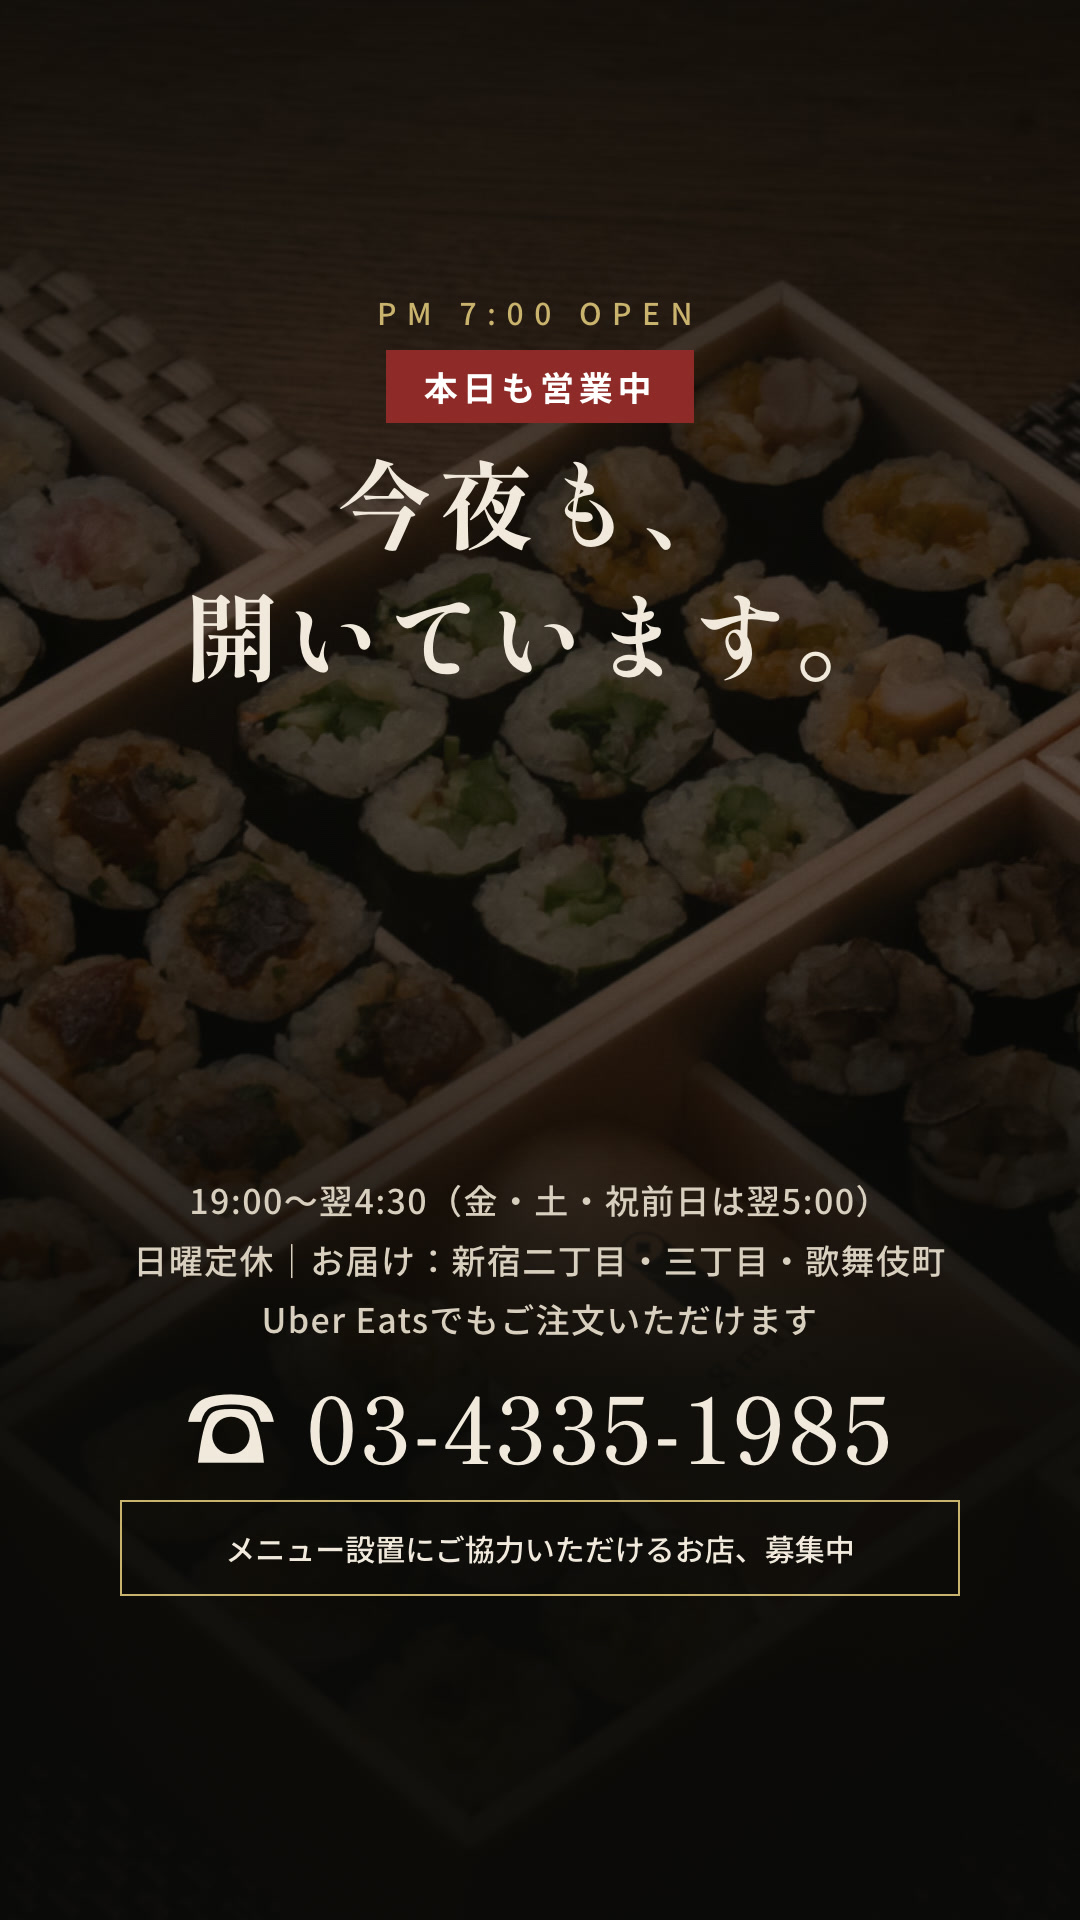 PM 7:00 OPEN
本日も営業中
今夜も、
開いています。
19:00〜翌4:30（金・土・祝前日は翌5:00）
日曜定休｜お届け：新宿二丁目・三丁目・歌舞伎町
Uber Eatsでもご注文いただけます
☎ 03-4335-1985
メニュー設置にご協力いただけるお店、募集中